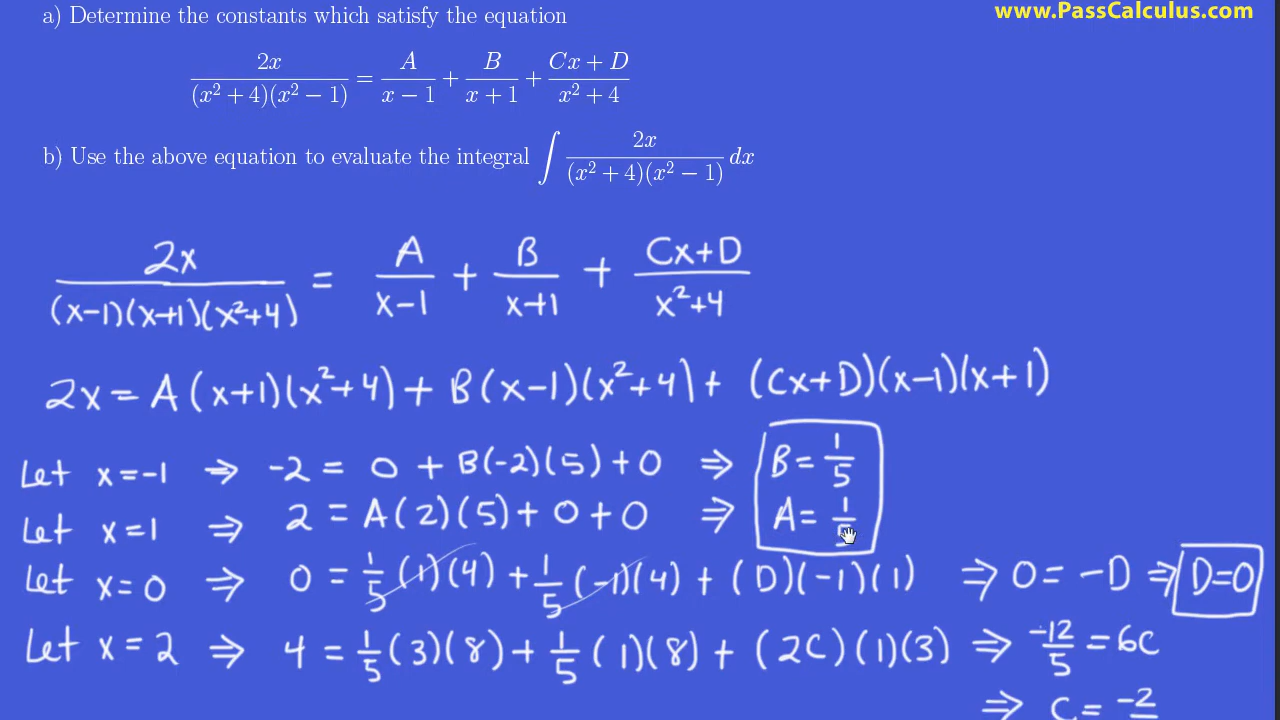 a) Determine the constants which satisfy the equation
www.PassCalculus.com
2x/((x² + 4)(x² − 1)) = A/(x − 1) + B/(x + 1) + (Cx + D)/(x² + 4)
b) Use the above equation to evaluate the integral ∫ 2x/((x² + 4)(x² − 1)) dx
2x/((x-1)(x+1)(x²+4)) = A/(x-1) + B/(x+1) + (Cx+D)/(x²+4)
2x = A(x+1)(x²+4) + B(x-1)(x²+4) + (Cx+D)(x-1)(x+1)
Let x=-1 ⇒ -2 = 0 + B(-2)(5) + 0 ⇒ B = 1/5
Let x=1 ⇒ 2 = A(2)(5) + 0 + 0 ⇒ A = 1/5
Let x=0 ⇒ 0 = 1/5 (1)(4) + 1/5 (-1)(4) + (D)(-1)(1) ⇒ 0 = -D ⇒ D=0
Let x=2 ⇒ 4 = 1/5 (3)(8) + 1/5 (1)(8) + (2C)(1)(3) ⇒ -12/5 = 6C
⇒ C = -2